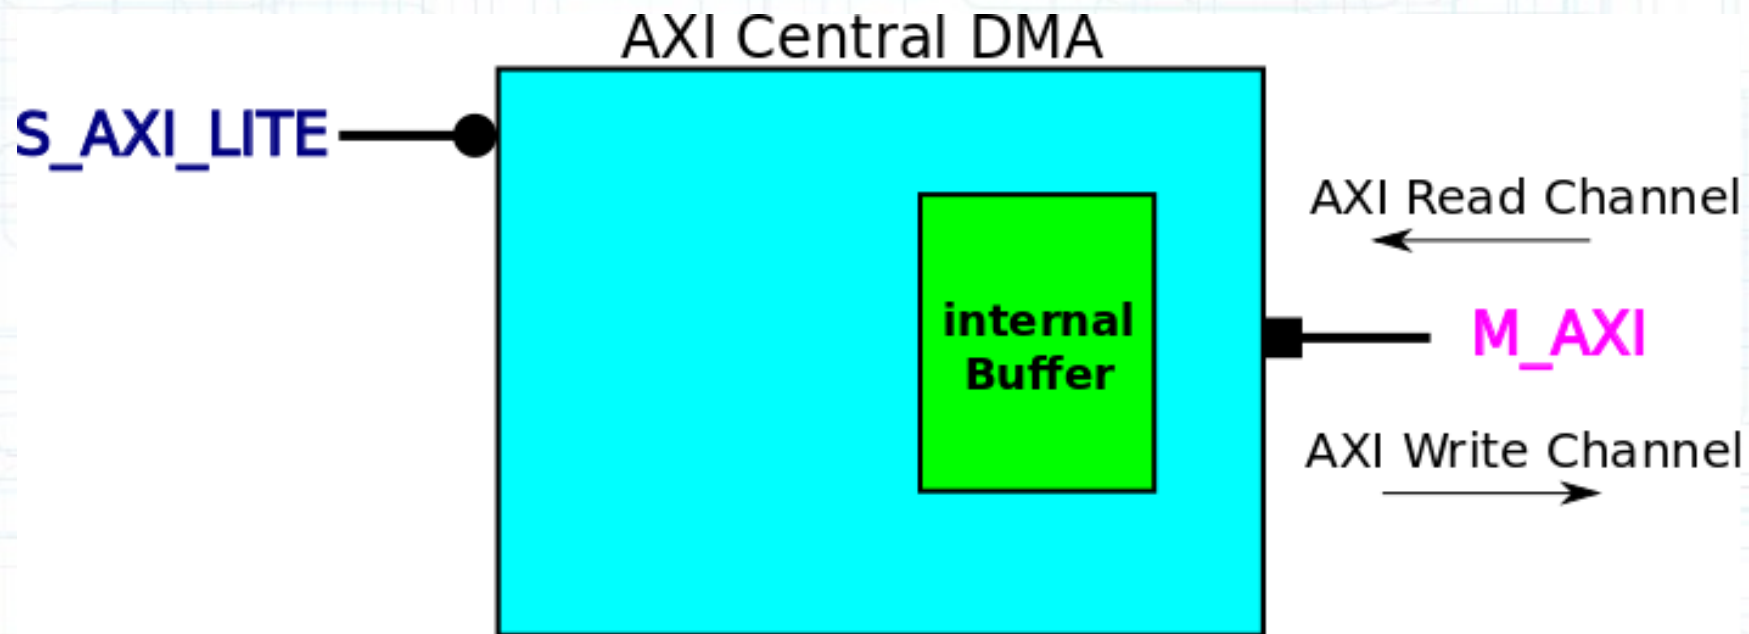 AXI Central DMA
S_AXI_LITE
AXI Read Channel
internal
Buffer
M_AXI
AXI Write Channel